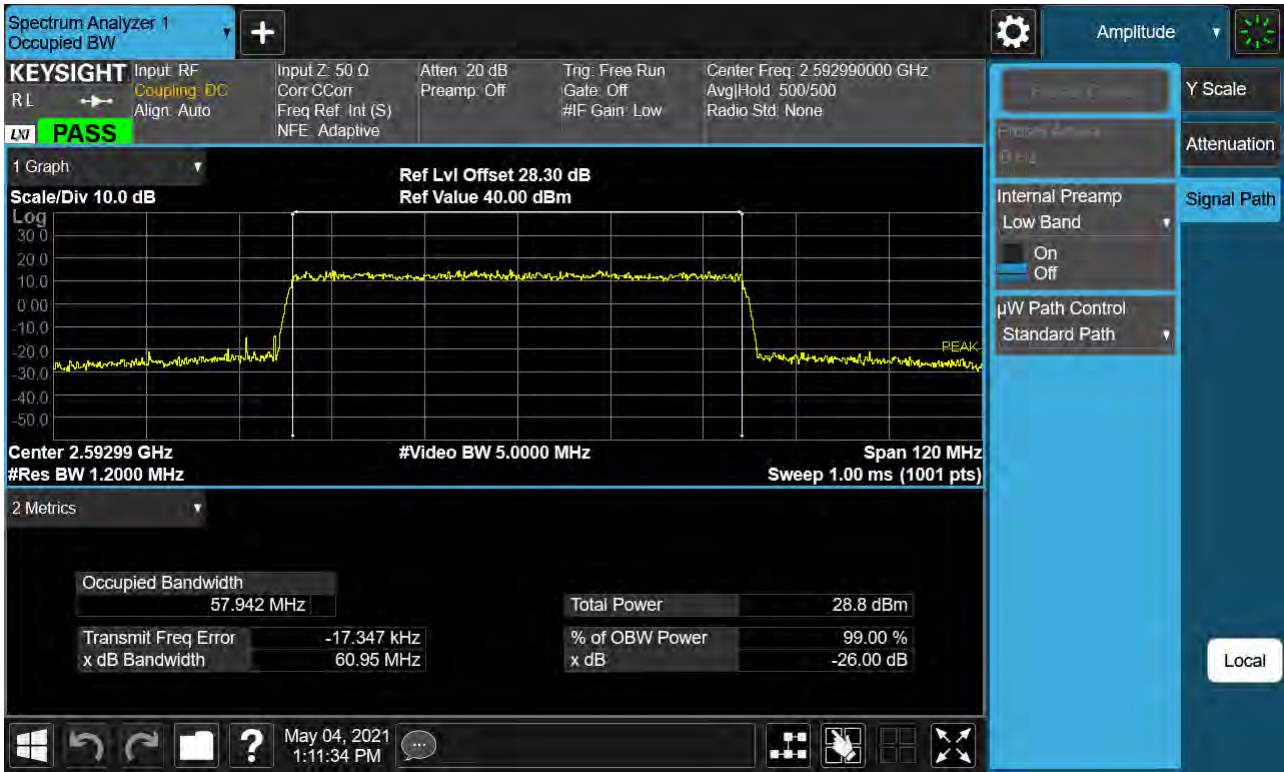 Spectrum Analyzer 1
Occupied BW
Amplitude
KEYSIGHT
R L
LXI
PASS
Input: RF
Coupling: DC
Align: Auto
Input Z: 50 Ω
Corr CCorr
Freq Ref: Int (S)
NFE: Adaptive
Atten: 20 dB
Preamp: Off
Trig: Free Run
Gate: Off
#IF Gain: Low
Center Freq: 2.592990000 GHz
Avg|Hold: 500/500
Radio Std: None
1 Graph
Scale/Div 10.0 dB
Ref Lvl Offset 28.30 dB
Ref Value 40.00 dBm
Log
30.0
20.0
10.0
0.00
-10.0
-20.0
-30.0
-40.0
-50.0
PEAK
Center 2.59299 GHz
#Video BW 5.0000 MHz
Span 120 MHz
#Res BW 1.2000 MHz
Sweep 1.00 ms (1001 pts)
2 Metrics
Occupied Bandwidth
57.942 MHz
Total Power 28.8 dBm
Transmit Freq Error -17.347 kHz
% of OBW Power 99.00 %
x dB Bandwidth 60.95 MHz
x dB -26.00 dB
Internal Preamp
Low Band
On
Off
µW Path Control
Standard Path
Y Scale
Attenuation
Signal Path
Local
May 04, 2021
1:11:34 PM